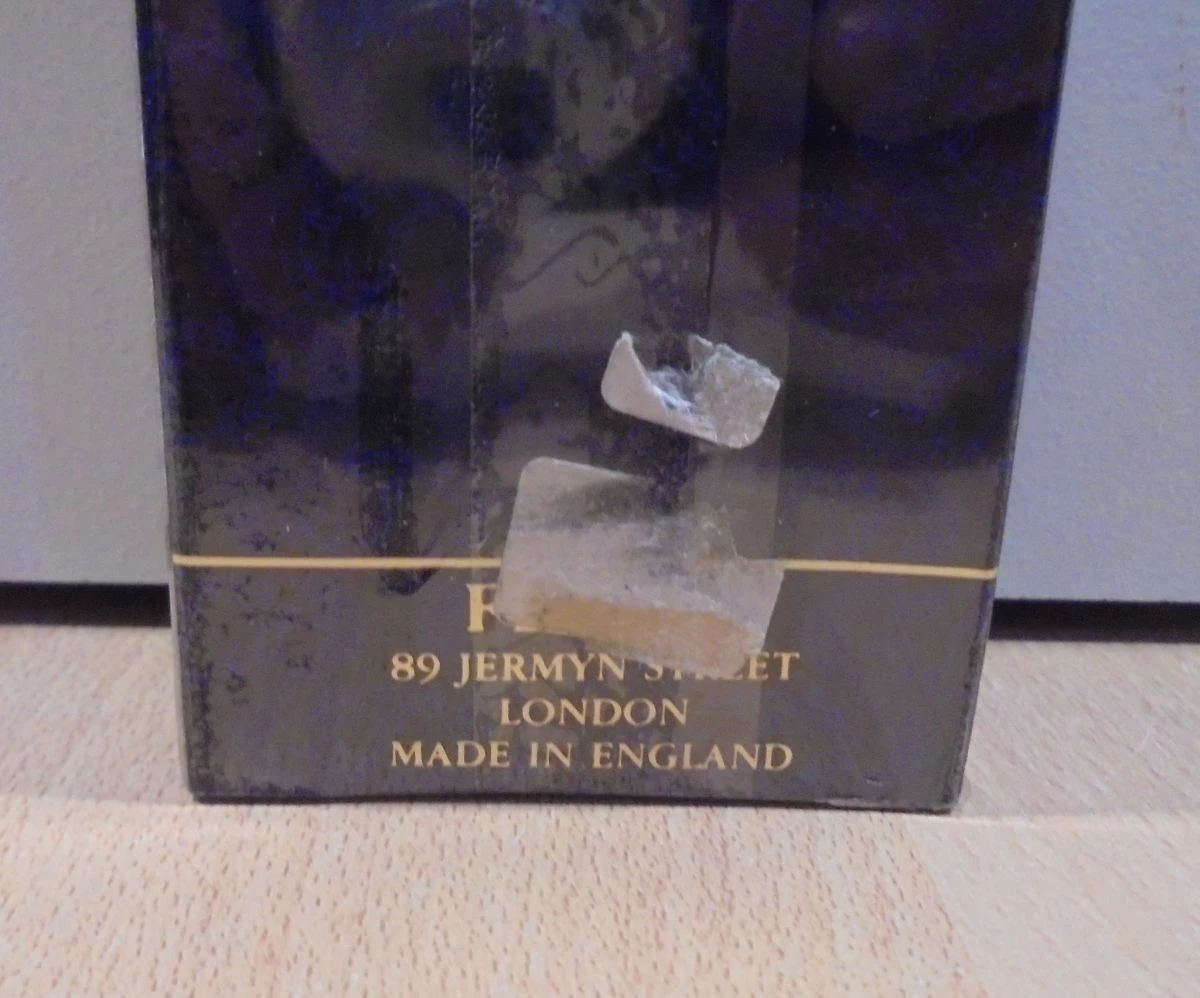 89 JERMYN STREET
LONDON
MADE IN ENGLAND